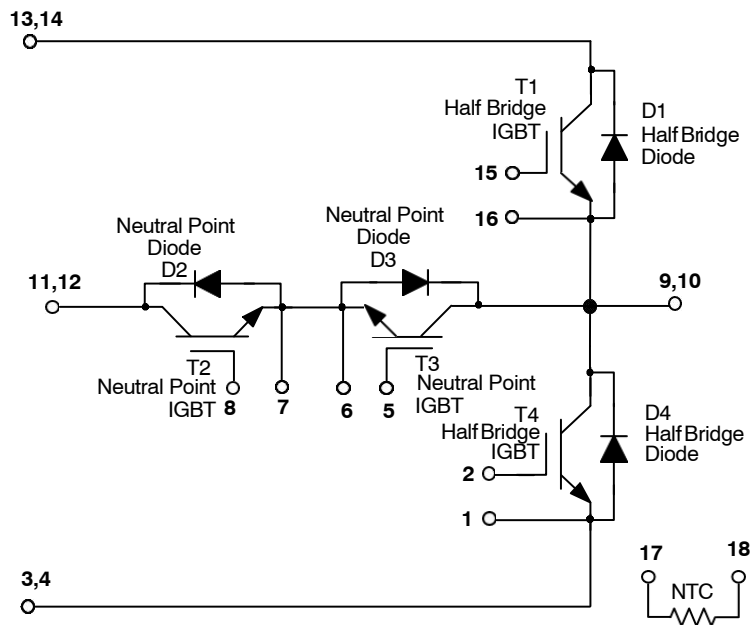 13,14
T1
Half Bridge
IGBT
D1
Half Bridge
Diode
15
16
Neutral Point
Diode
D2
Neutral Point
Diode
D3
11,12
9,10
T2
Neutral Point
IGBT
8
7
6
5
T3
Neutral Point
IGBT
T4
Half Bridge
IGBT
D4
Half Bridge
Diode
2
1
3,4
17
18
NTC